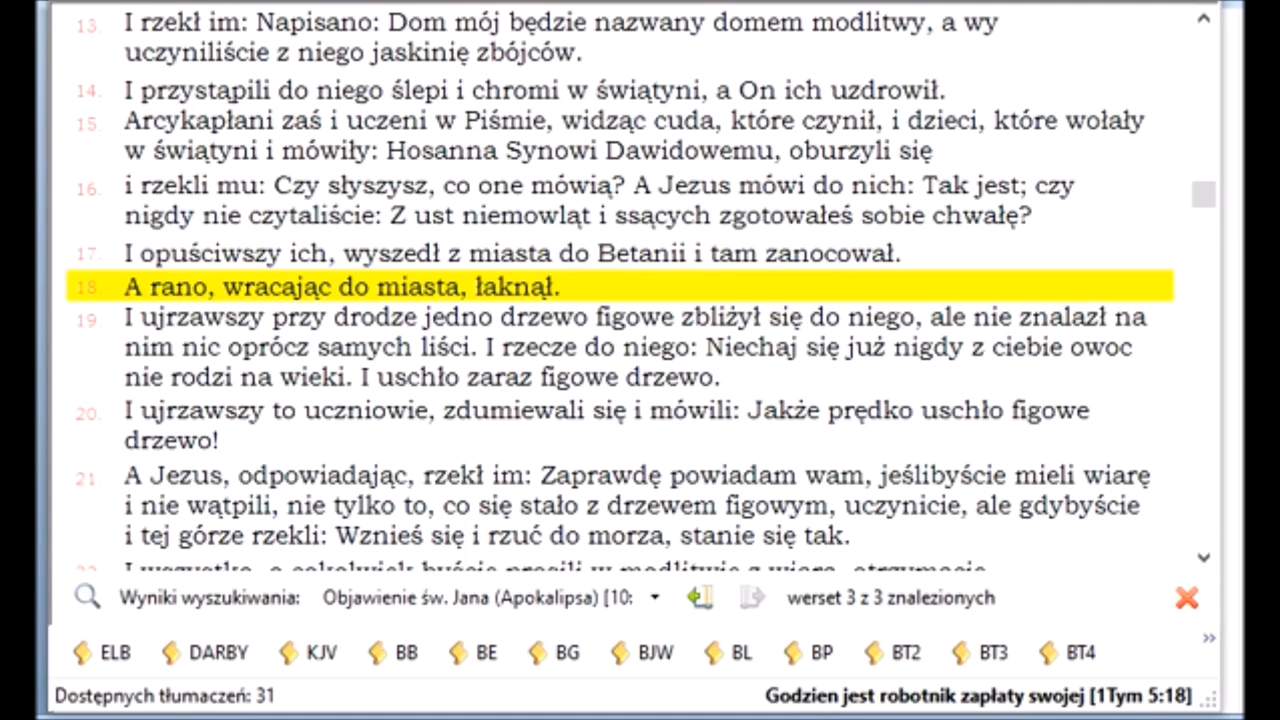 13. I rzekł im: Napisano: Dom mój będzie nazwany domem modlitwy, a wy
uczyniliście z niego jaskinię zbójców.
14. I przystąpili do niego ślepi i chromi w świątyni, a On ich uzdrowił.
15. Arcykapłani zaś i uczeni w Piśmie, widząc cuda, które czynił, i dzieci, które wołały
w świątyni i mówiły: Hosanna Synowi Dawidowemu, oburzyli się
16. i rzekli mu: Czy słyszysz, co one mówią? A Jezus mówi do nich: Tak jest; czy
nigdy nie czytaliście: Z ust niemowląt i ssących zgotowałeś sobie chwałę?
17. I opuściwszy ich, wyszedł z miasta do Betanii i tam zanocował.
18. A rano, wracając do miasta, łaknął.
19 I ujrzawszy przy drodze jedno drzewo figowe zbliżył się do niego, ale nie znalazł na
nim nic oprócz samych liści. I rzecze do niego: Niechaj się już nigdy z ciebie owoc
nie rodzi na wieki. I uschło zaraz figowe drzewo.
20. I ujrzawszy to uczniowie, zdumiewali się i mówili: Jakże prędko uschło figowe
drzewo!
21 A Jezus, odpowiadając, rzekł im: Zaprawdę powiadam wam, jeślibyście mieli wiarę
i nie wątpili, nie tylko to, co się stało z drzewem figowym, uczynicie, ale gdybyście
i tej górze rzekli: Wznieś się i rzuć do morza, stanie się tak.
Wyniki wyszukiwania: Objawienie św. Jana (Apokalipsa) [10: werset 3 z 3 znalezionych
ELB DARBY KJV BB BE BG BJW BL BP BT2 BT3 BT4 »
Dostępnych tłumaczeń: 31 Godzien jest robotnik zapłaty swojej [1Tym 5:18]